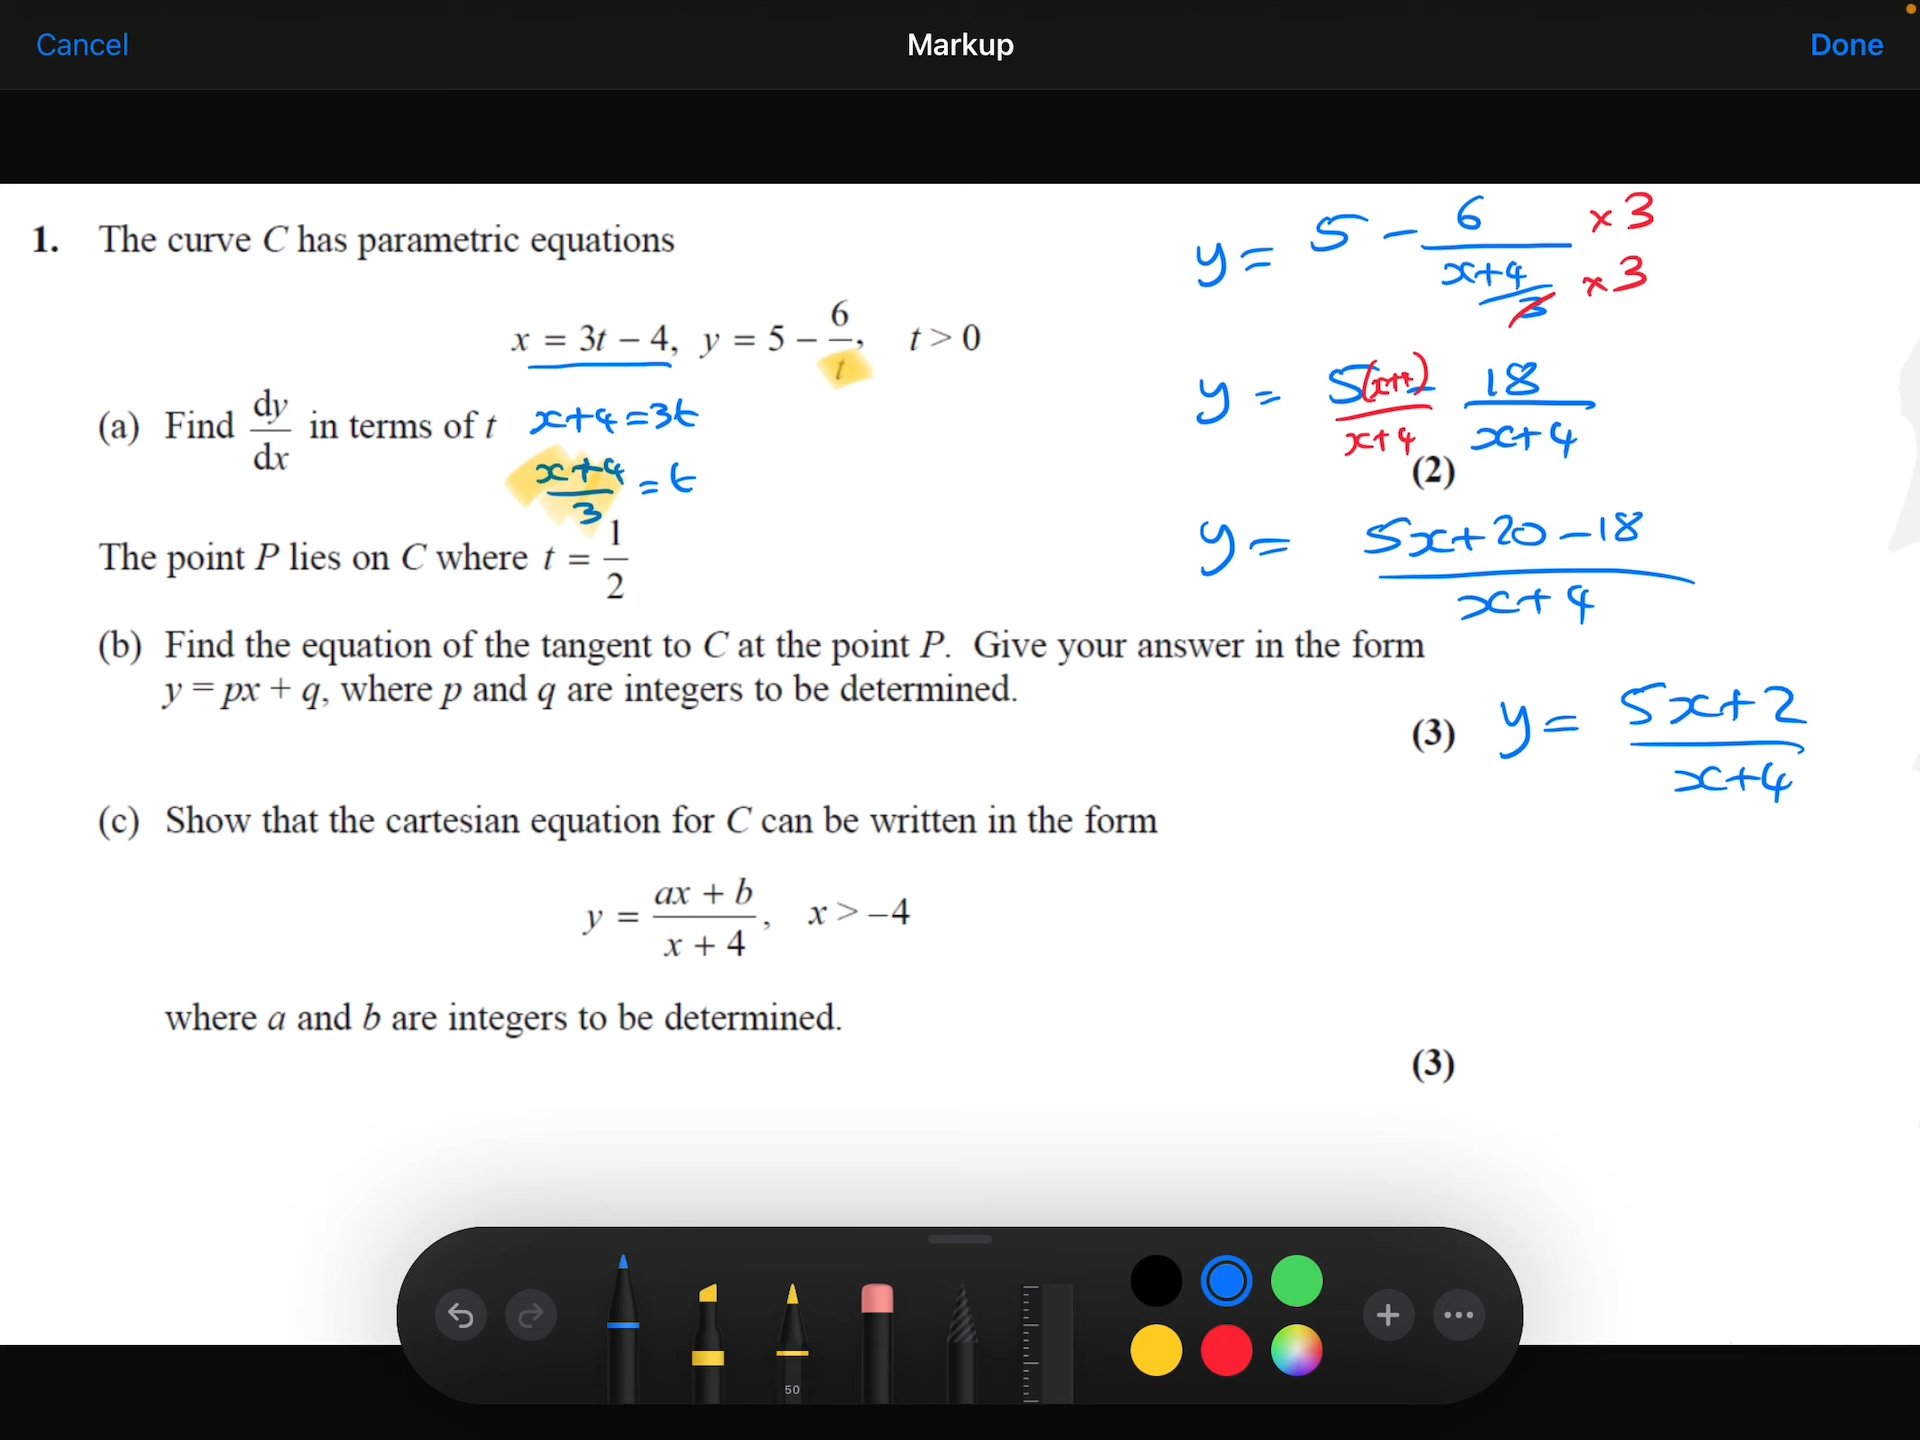 Cancel
Markup
Done
1. The curve C has parametric equations
x = 3t − 4, y = 5 − 6/t, t > 0
x+4=3t
(a) Find dy/dx in terms of t
x+4/3 = t
(2)
The point P lies on C where t = 1/2
(b) Find the equation of the tangent to C at the point P. Give your answer in the form
y = px + q, where p and q are integers to be determined.
(3)
(c) Show that the cartesian equation for C can be written in the form
y = ax + b/x + 4, x > −4
where a and b are integers to be determined.
(3)
y = 5 − 6/(x+4/3) ×3 ×3
y = 5(x+4)/x+4 18/x+4
y = 5x+20−18/x+4
y = 5x+2/x+4
50